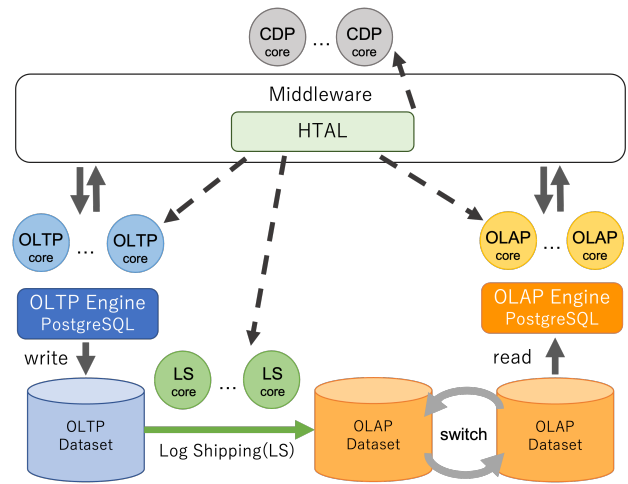 CDP
core
...
CDP
core
Middleware
HTAL
OLTP
core
...
OLTP
core
OLAP
core
...
OLAP
core
OLTP Engine
PostgreSQL
OLAP Engine
PostgreSQL
write
read
LS
core
...
LS
core
OLTP
Dataset
Log Shipping(LS)
OLAP
Dataset
switch
OLAP
Dataset